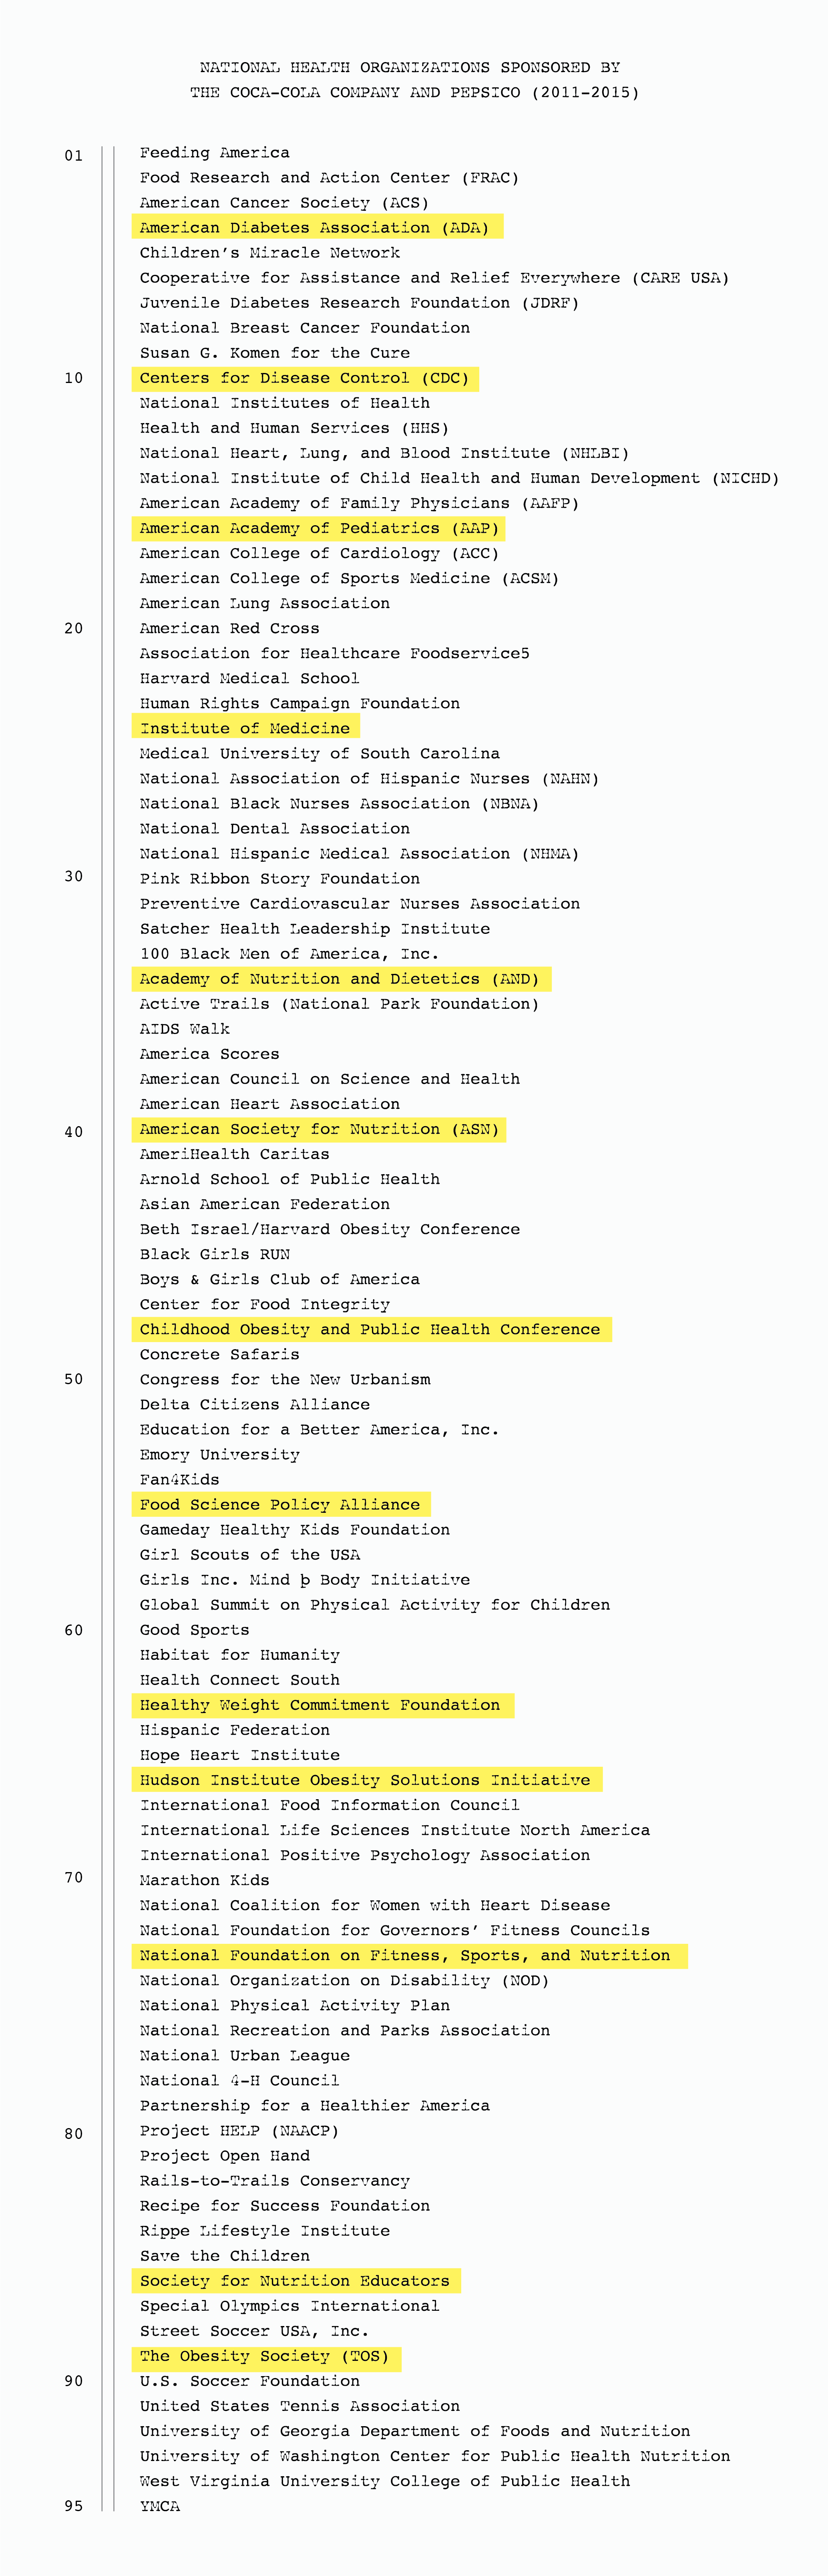 NATIONAL HEALTH ORGANIZATIONS SPONSORED BY
THE COCA-COLA COMPANY AND PEPSICO (2011-2015)
01 Feeding America
Food Research and Action Center (FRAC)
American Cancer Society (ACS)
American Diabetes Association (ADA)
Children’s Miracle Network
Cooperative for Assistance and Relief Everywhere (CARE USA)
Juvenile Diabetes Research Foundation (JDRF)
National Breast Cancer Foundation
Susan G. Komen for the Cure
10 Centers for Disease Control (CDC)
National Institutes of Health
Health and Human Services (HHS)
National Heart, Lung, and Blood Institute (NHLBI)
National Institute of Child Health and Human Development (NICHD)
American Academy of Family Physicians (AAFP)
American Academy of Pediatrics (AAP)
American College of Cardiology (ACC)
American College of Sports Medicine (ACSM)
American Lung Association
20 American Red Cross
Association for Healthcare Foodservice5
Harvard Medical School
Human Rights Campaign Foundation
Institute of Medicine
Medical University of South Carolina
National Association of Hispanic Nurses (NAHN)
National Black Nurses Association (NBNA)
National Dental Association
National Hispanic Medical Association (NHMA)
30 Pink Ribbon Story Foundation
Preventive Cardiovascular Nurses Association
Satcher Health Leadership Institute
100 Black Men of America, Inc.
Academy of Nutrition and Dietetics (AND)
Active Trails (National Park Foundation)
AIDS Walk
America Scores
American Council on Science and Health
American Heart Association
40 American Society for Nutrition (ASN)
AmeriHealth Caritas
Arnold School of Public Health
Asian American Federation
Beth Israel/Harvard Obesity Conference
Black Girls RUN
Boys & Girls Club of America
Center for Food Integrity
Childhood Obesity and Public Health Conference
Concrete Safaris
50 Congress for the New Urbanism
Delta Citizens Alliance
Education for a Better America, Inc.
Emory University
Fan4Kids
Food Science Policy Alliance
Gameday Healthy Kids Foundation
Girl Scouts of the USA
Girls Inc. Mind þ Body Initiative
Global Summit on Physical Activity for Children
60 Good Sports
Habitat for Humanity
Health Connect South
Healthy Weight Commitment Foundation
Hispanic Federation
Hope Heart Institute
Hudson Institute Obesity Solutions Initiative
International Food Information Council
International Life Sciences Institute North America
International Positive Psychology Association
70 Marathon Kids
National Coalition for Women with Heart Disease
National Foundation for Governors’ Fitness Councils
National Foundation on Fitness, Sports, and Nutrition
National Organization on Disability (NOD)
National Physical Activity Plan
National Recreation and Parks Association
National Urban League
National 4-H Council
Partnership for a Healthier America
80 Project HELP (NAACP)
Project Open Hand
Rails-to-Trails Conservancy
Recipe for Success Foundation
Rippe Lifestyle Institute
Save the Children
Society for Nutrition Educators
Special Olympics International
Street Soccer USA, Inc.
The Obesity Society (TOS)
90 U.S. Soccer Foundation
United States Tennis Association
University of Georgia Department of Foods and Nutrition
University of Washington Center for Public Health Nutrition
West Virginia University College of Public Health
95 YMCA